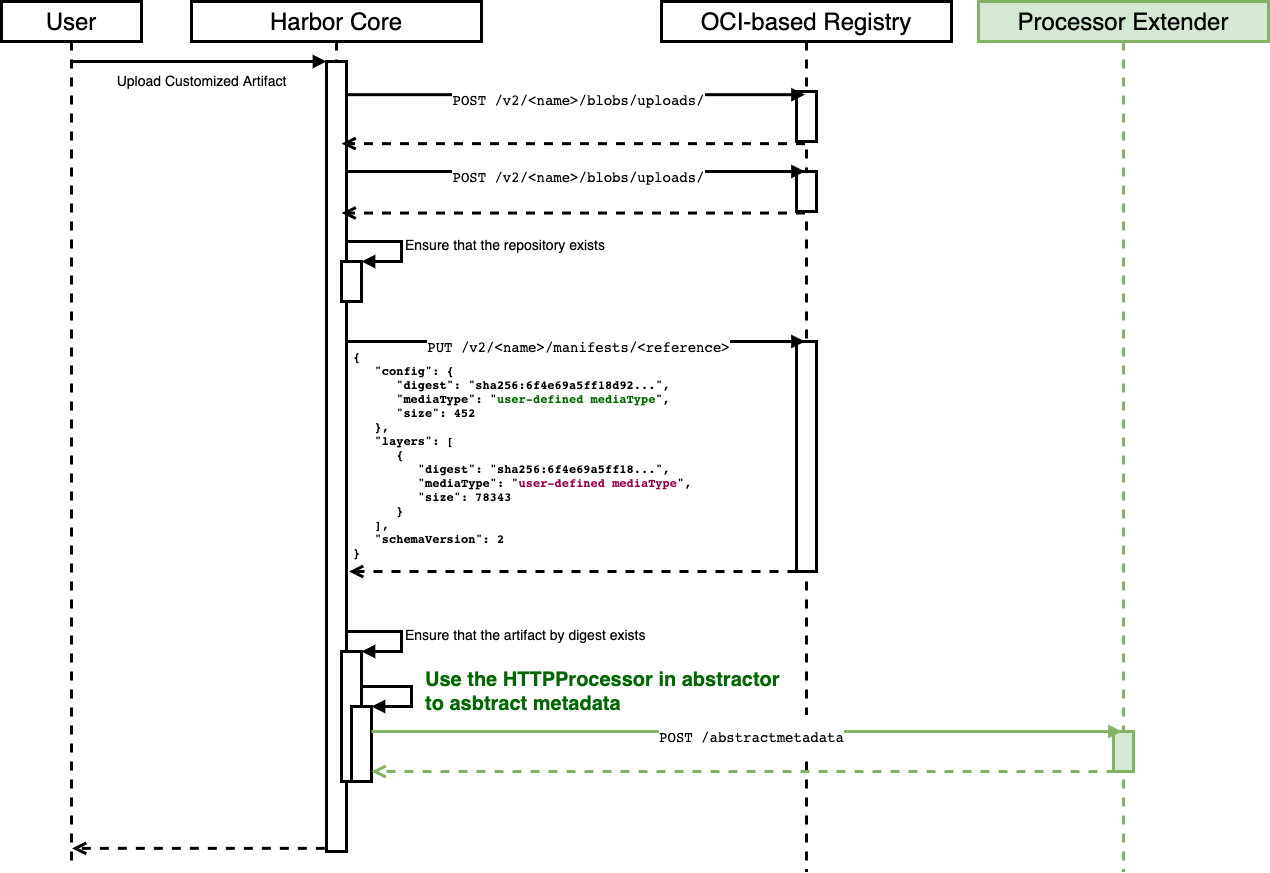 User
Harbor Core
OCI-based Registry
Processor Extender
Upload Customized Artifact
POST /v2/<name>/blobs/uploads/
POST /v2/<name>/blobs/uploads/
Ensure that the repository exists
PUT /v2/<name>/manifests/<reference>
{
   "config": {
      "digest": "sha256:6f4e69a5ff18d92...",
      "mediaType": "user-defined mediaType",
      "size": 452
   },
   "layers": [
      {
         "digest": "sha256:6f4e69a5ff18...",
         "mediaType": "user-defined mediaType",
         "size": 78343
      }
   ],
   "schemaVersion": 2
}
Ensure that the artifact by digest exists
Use the HTTPProcessor in abstractor
to asbtract metadata
POST /abstractmetadata